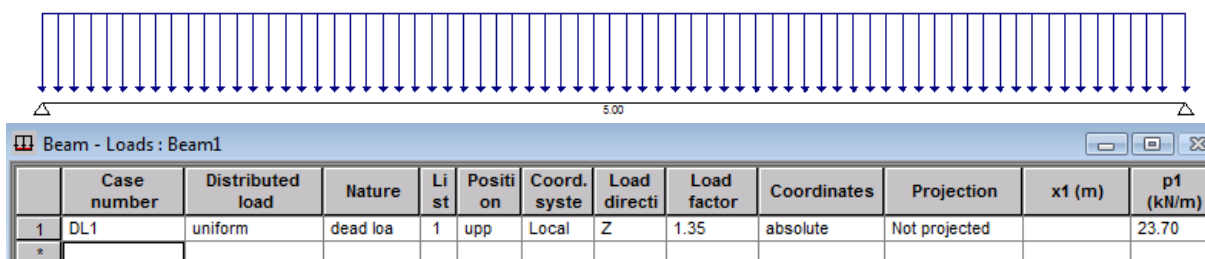 5.00
Beam - Loads : Beam1
Case number Distributed load Nature Li st Positi on Coord. syste Load directi Load factor Coordinates Projection x1 (m) p1 (kN/m)
1 DL1 uniform dead loa 1 upp Local Z 1.35 absolute Not projected 23.70
*